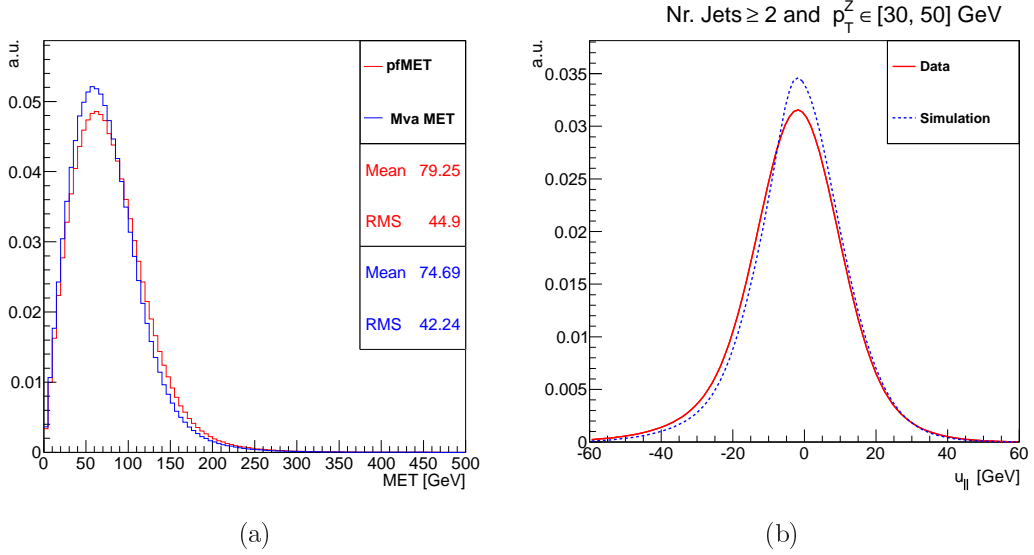 a.u.
pfMET
Mva MET
Mean 79.25
RMS 44.9
Mean 74.69
RMS 42.24
0.05
0.04
0.03
0.02
0.01
0
0 50 100 150 200 250 300 350 400 450 500
MET [GeV]
(a)
Nr. Jets ≥ 2 and p_T^Z ∈ [30, 50] GeV
a.u.
Data
Simulation
0.035
0.03
0.025
0.02
0.015
0.01
0.005
0
-60 -40 -20 0 20 40 60
u_|| [GeV]
(b)